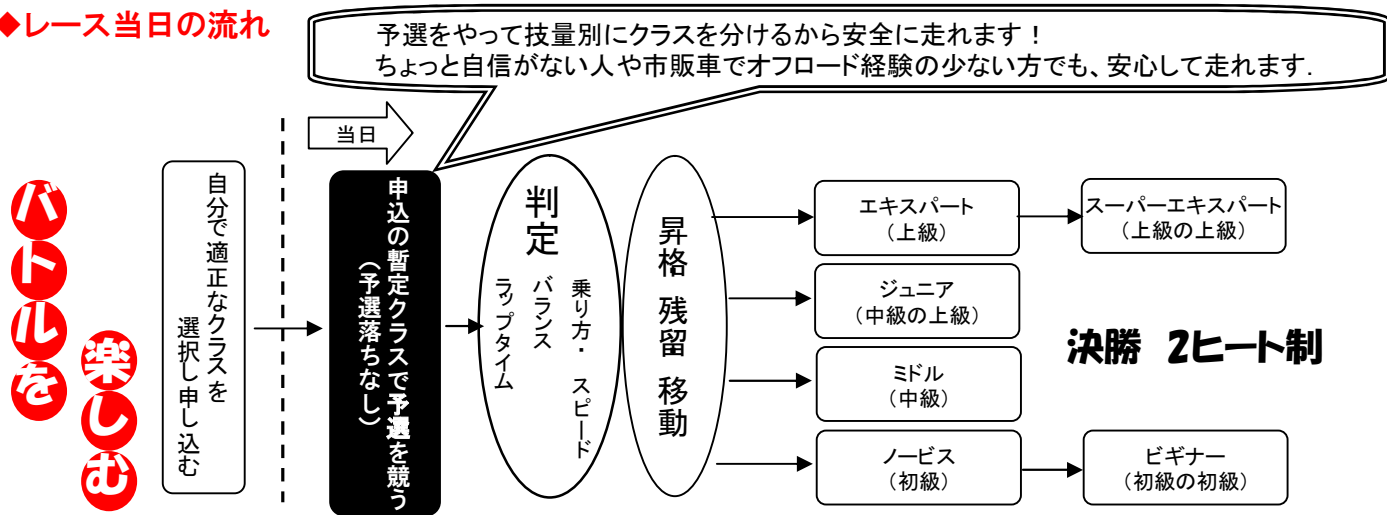 ◆レース当日の流れ
予選をやって技量別にクラスを分けるから安全に走れます！
ちょっと自信がない人や市販車でオフロード経験の少ない方でも、安心して走れます.
当日
バトルを
楽しむ
自分で適正なクラスを
選択し申し込む
申込の暫定クラスで予選を競う
（予選落ちなし）
判定
乗り方・ スピード
バランス
ラップタイム
昇格 残留 移動
エキスパート
（上級）
スーパーエキスパート
（上級の上級）
ジュニア
（中級の上級）
ミドル
（中級）
ノービス
（初級）
ビギナー
（初級の初級）
決勝 2ヒート制